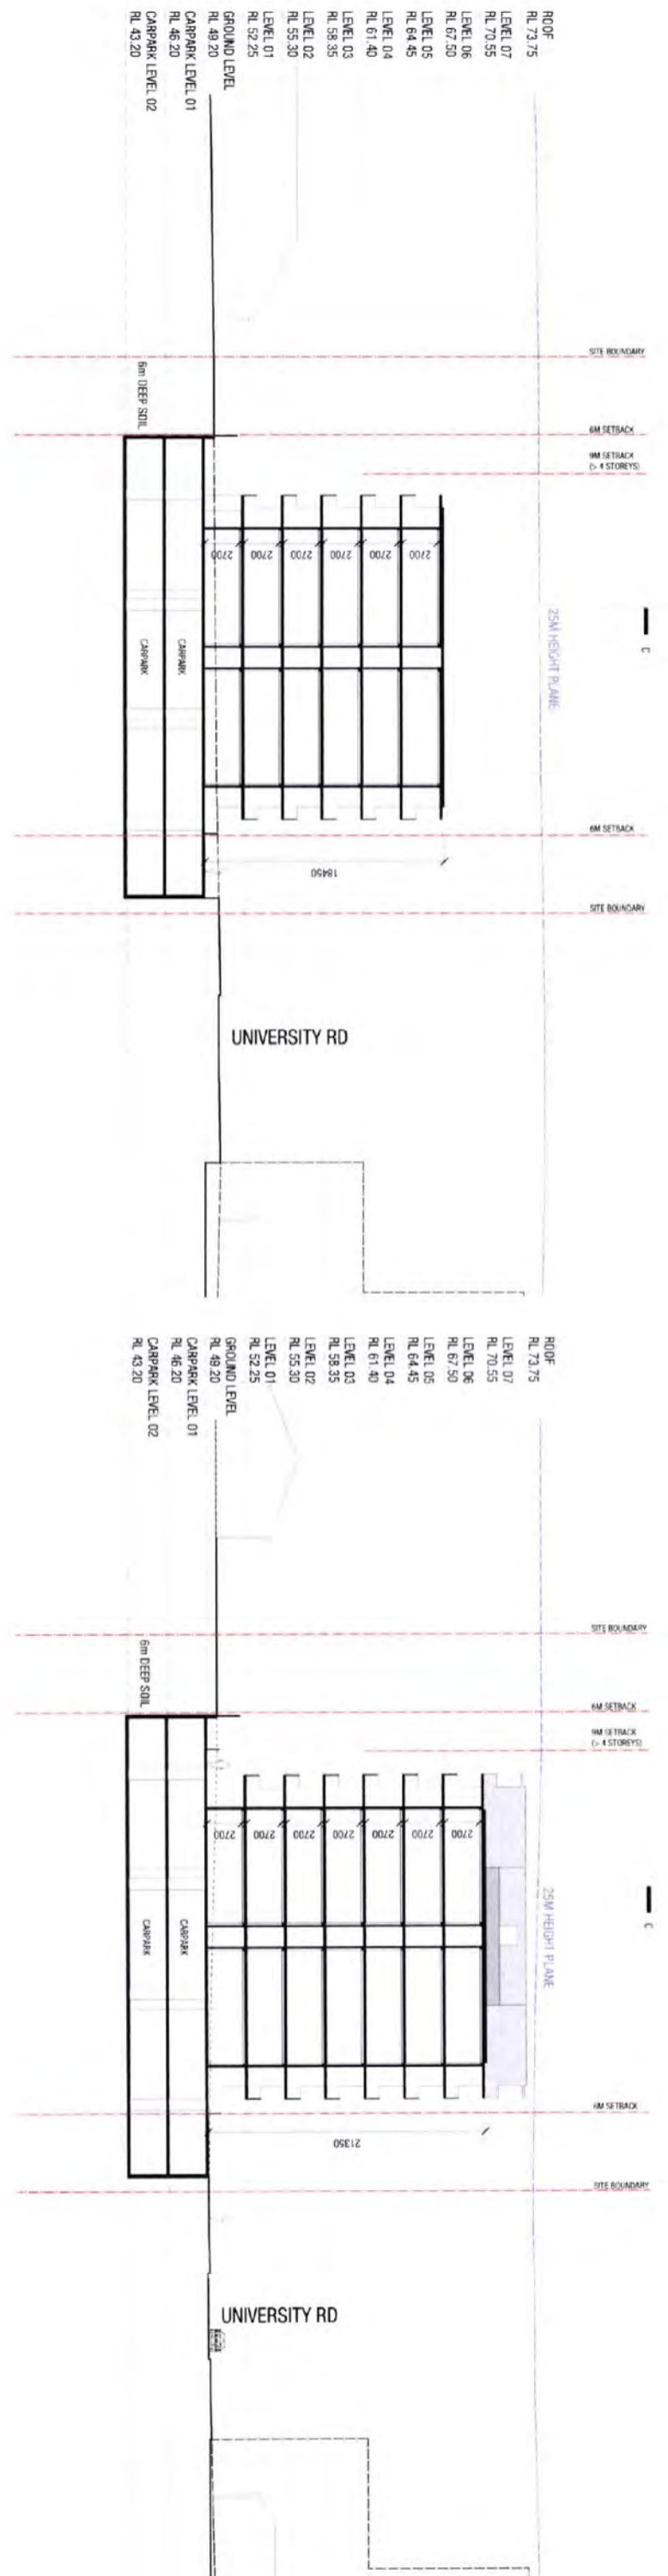 ROOF
RL 73.75
LEVEL 07
RL 70.55
LEVEL 06
RL 67.50
LEVEL 05
RL 64.45
LEVEL 04
RL 61.40
LEVEL 03
RL 58.35
LEVEL 02
RL 55.30
LEVEL 01
RL 52.25
GROUND LEVEL
RL 49.20
CARPARK LEVEL 01
RL 46.20
CARPARK LEVEL 02
RL 43.20
SITE BOUNDARY
6M SETBACK
9M SETBACK
(> 4 STOREYS)
6m DEEP SOIL
2700
2700
2700
2700
2700
2700
25M HEIGHT PLANE
C
CARPARK
CARPARK
6M SETBACK
18450
SITE BOUNDARY
UNIVERSITY RD
ROOF
RL 73.75
LEVEL 07
RL 70.55
LEVEL 06
RL 67.50
LEVEL 05
RL 64.45
LEVEL 04
RL 61.40
LEVEL 03
RL 58.35
LEVEL 02
RL 55.30
LEVEL 01
RL 52.25
GROUND LEVEL
RL 49.20
CARPARK LEVEL 01
RL 46.20
CARPARK LEVEL 02
RL 43.20
SITE BOUNDARY
6m DEEP SOIL
6M SETBACK
9M SETBACK
(> 4 STOREYS)
2700
2700
2700
2700
2700
2700
2700
25M HEIGHT PLANE
C
CARPARK
CARPARK
6M SETBACK
21350
SITE BOUNDARY
UNIVERSITY RD